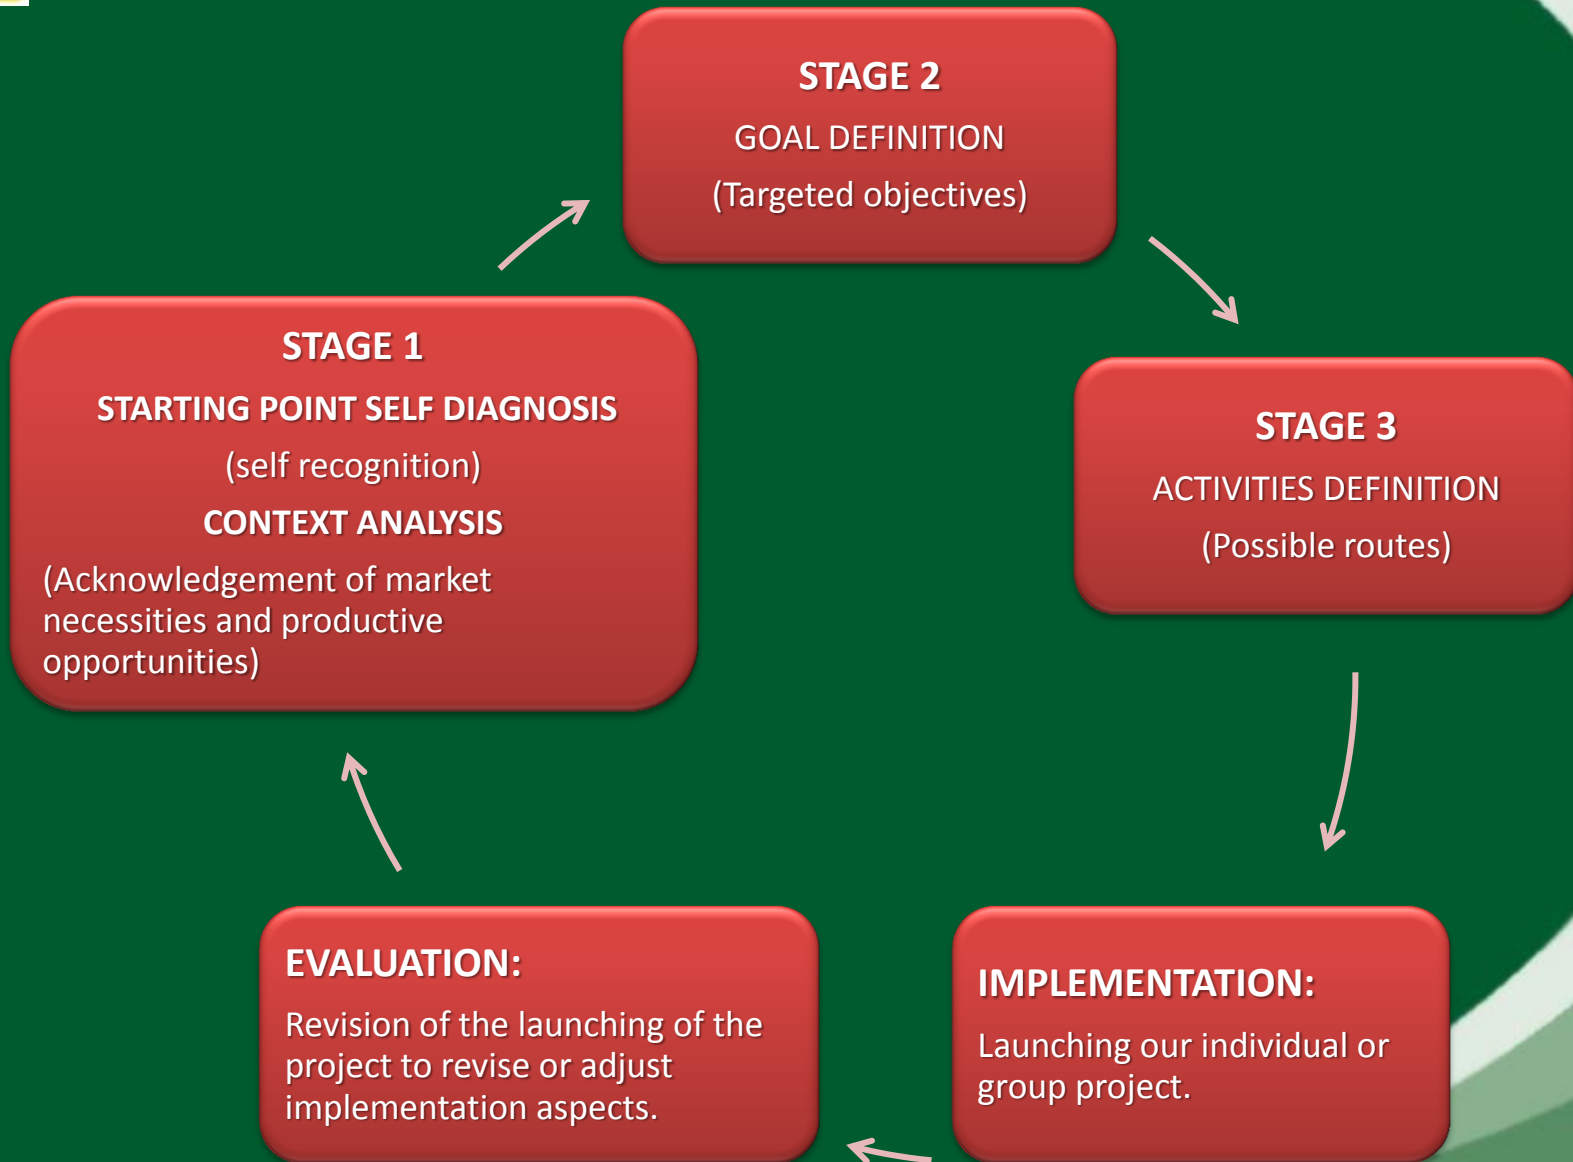 STAGE 1
STARTING POINT SELF DIAGNOSIS
(self recognition)
CONTEXT ANALYSIS
(Acknowledgement of market
necessities and productive
opportunities)
STAGE 2
GOAL DEFINITION
(Targeted objectives)
STAGE 3
ACTIVITIES DEFINITION
(Possible routes)
IMPLEMENTATION:
Launching our individual or
group project.
EVALUATION:
Revision of the launching of the
project to revise or adjust
implementation aspects.